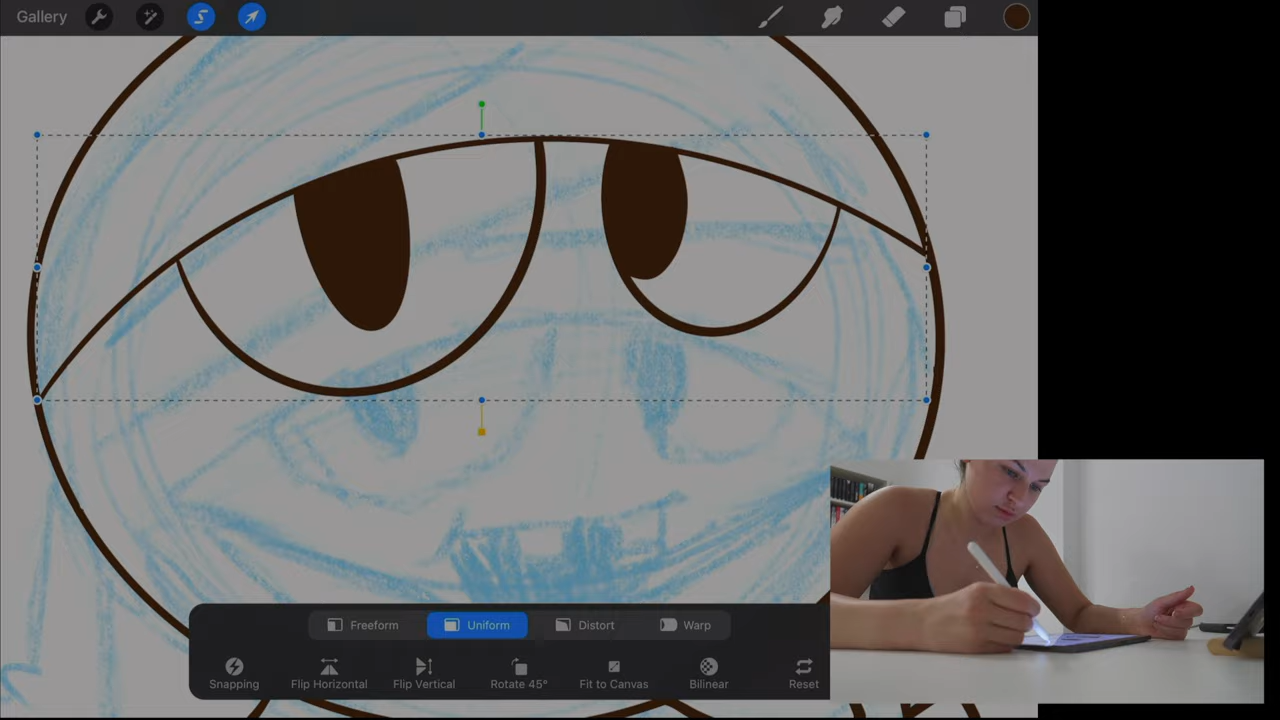 Gallery
Freeform Uniform Distort Warp
Snapping Flip Horizontal Flip Vertical Rotate 45° Fit to Canvas Bilinear Reset